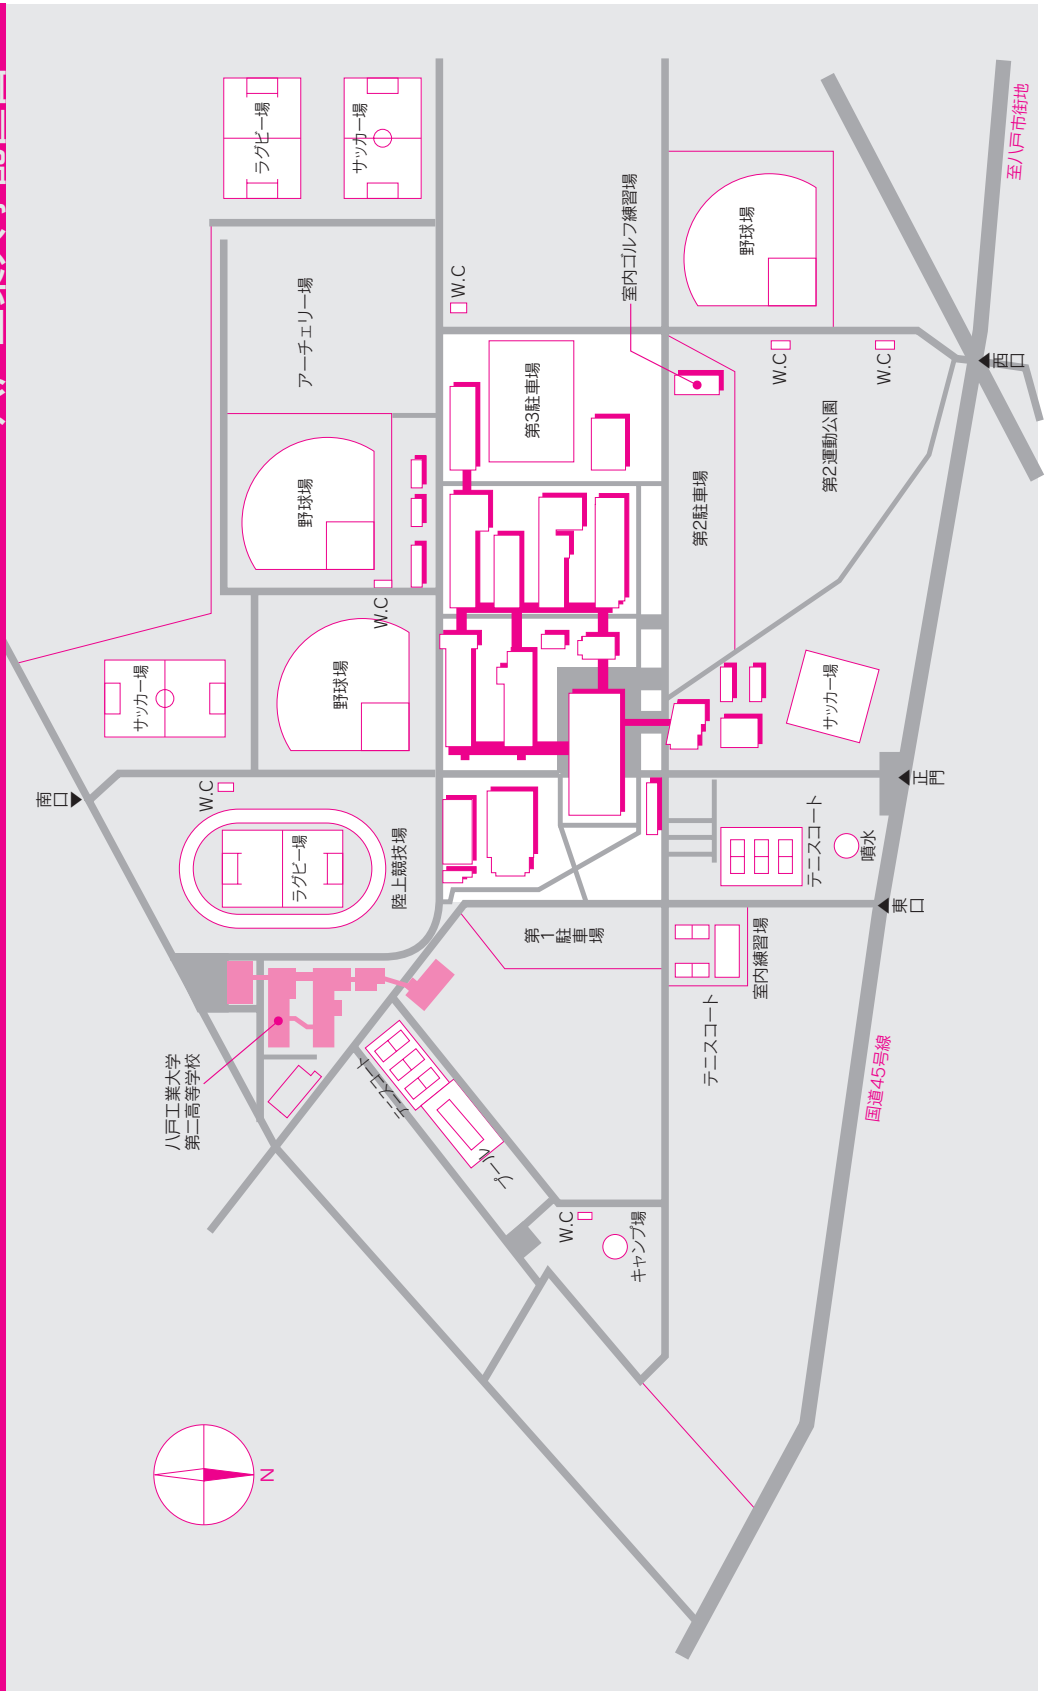 ラグビー場
サッカー場
至八戸市街地
室内ゴルフ練習場
野球場
W.C
アーチェリー場
W.C
W.C
西口
第3駐車場
第2運動公園
野球場
第2駐車場
W.C
サッカー場
野球場
サッカー場
南口
W.C
正門
ラグビー場
陸上競技場
テニスコート
噴水
東口
第1
駐車場
室内練習場
テニスコート
八戸工業大学
第二高等学校
テニスコート
プール
国道45号線
W.C
キャンプ場
N